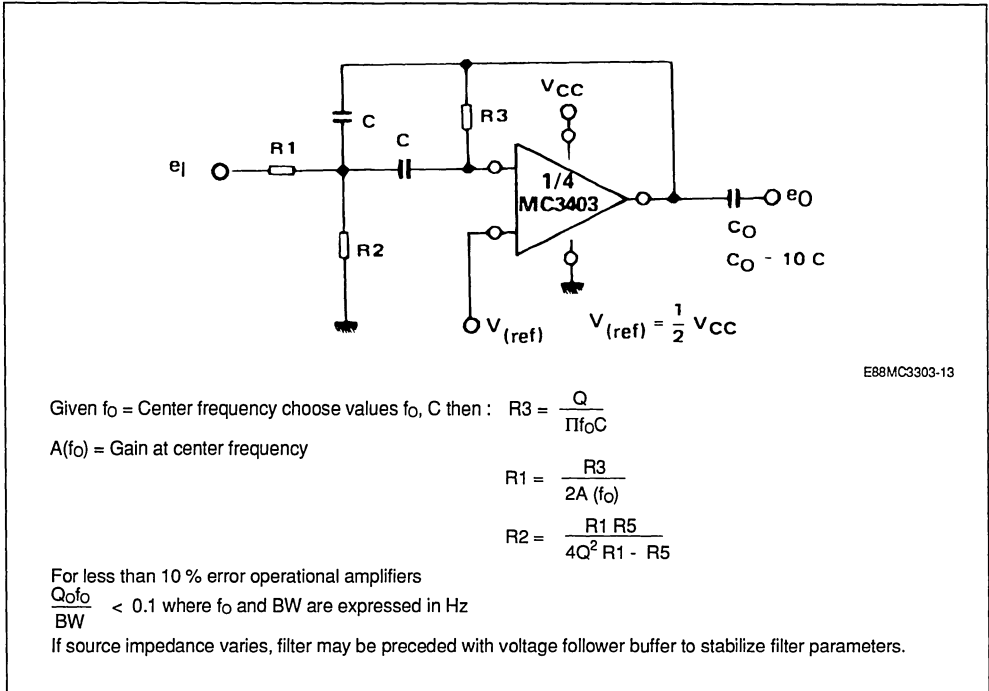 VCC
C
R3
R1
C
eI
1/4
MC3403
eO
R2
CO
CO - 10 C
V(ref)
V(ref) = 1/2 VCC
E88MC3303-13
Given fO = Center frequency choose values fO, C then : R3 = Q / ΠfOC
A(fO) = Gain at center frequency
R1 = R3 / 2A (fO)
R2 = R1 R5 / 4Q² R1 - R5
For less than 10 % error operational amplifiers
QOfO / BW < 0.1 where fO and BW are expressed in Hz
If source impedance varies, filter may be preceded with voltage follower buffer to stabilize filter parameters.